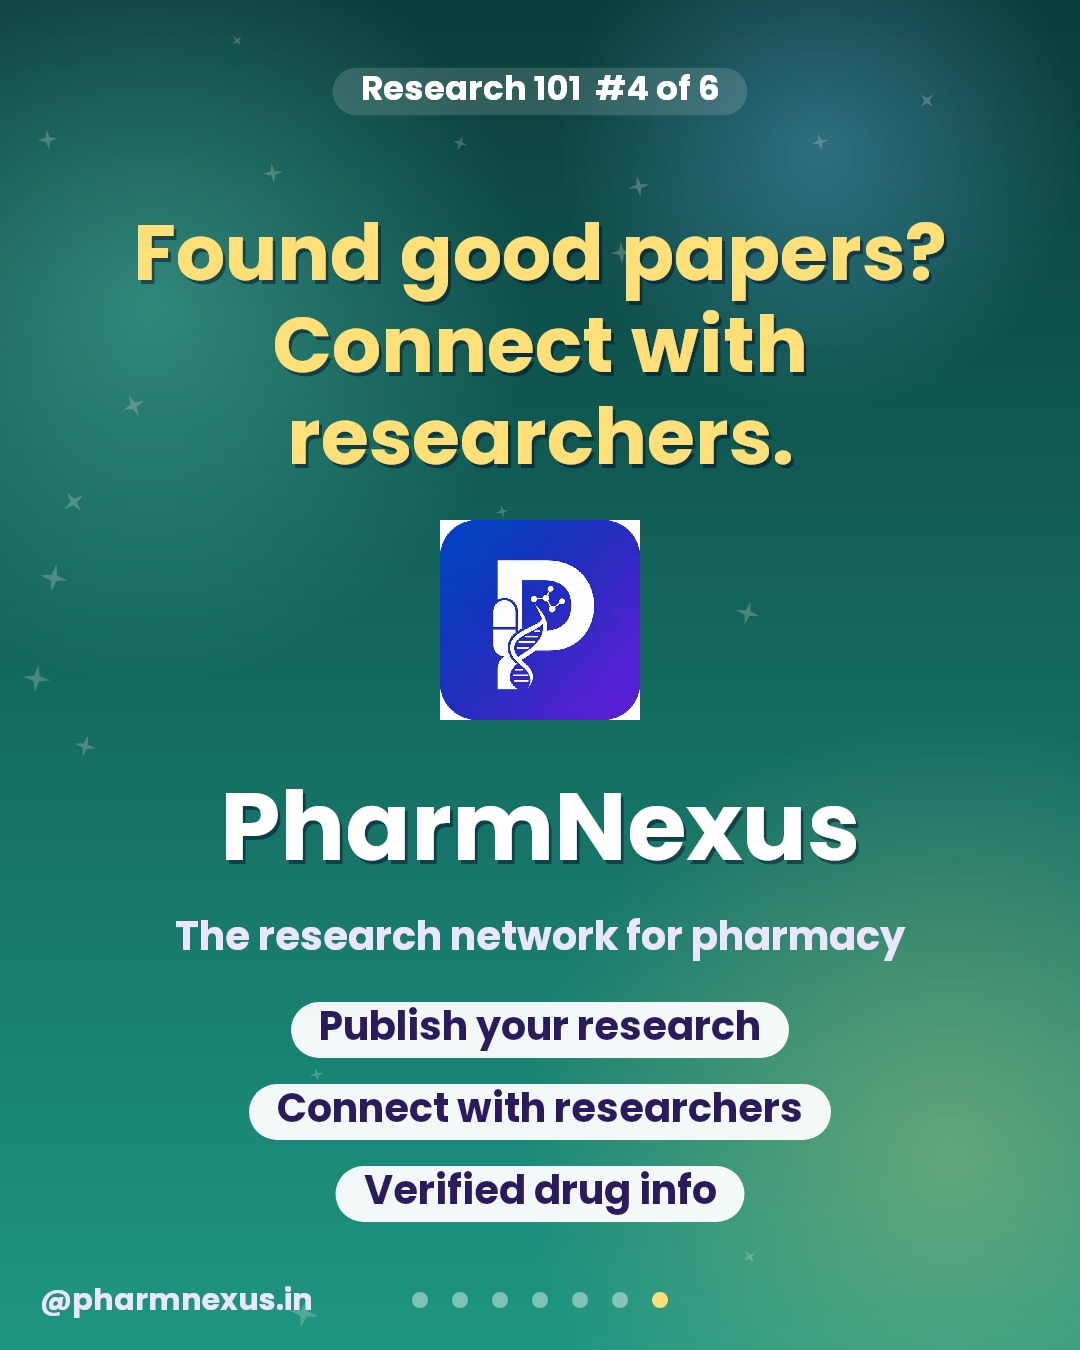 Research 101 #4 of 6
Found good papers?
Connect with
researchers.
PharmNexus
The research network for pharmacy
Publish your research
Connect with researchers
Verified drug info
@pharmnexus.in